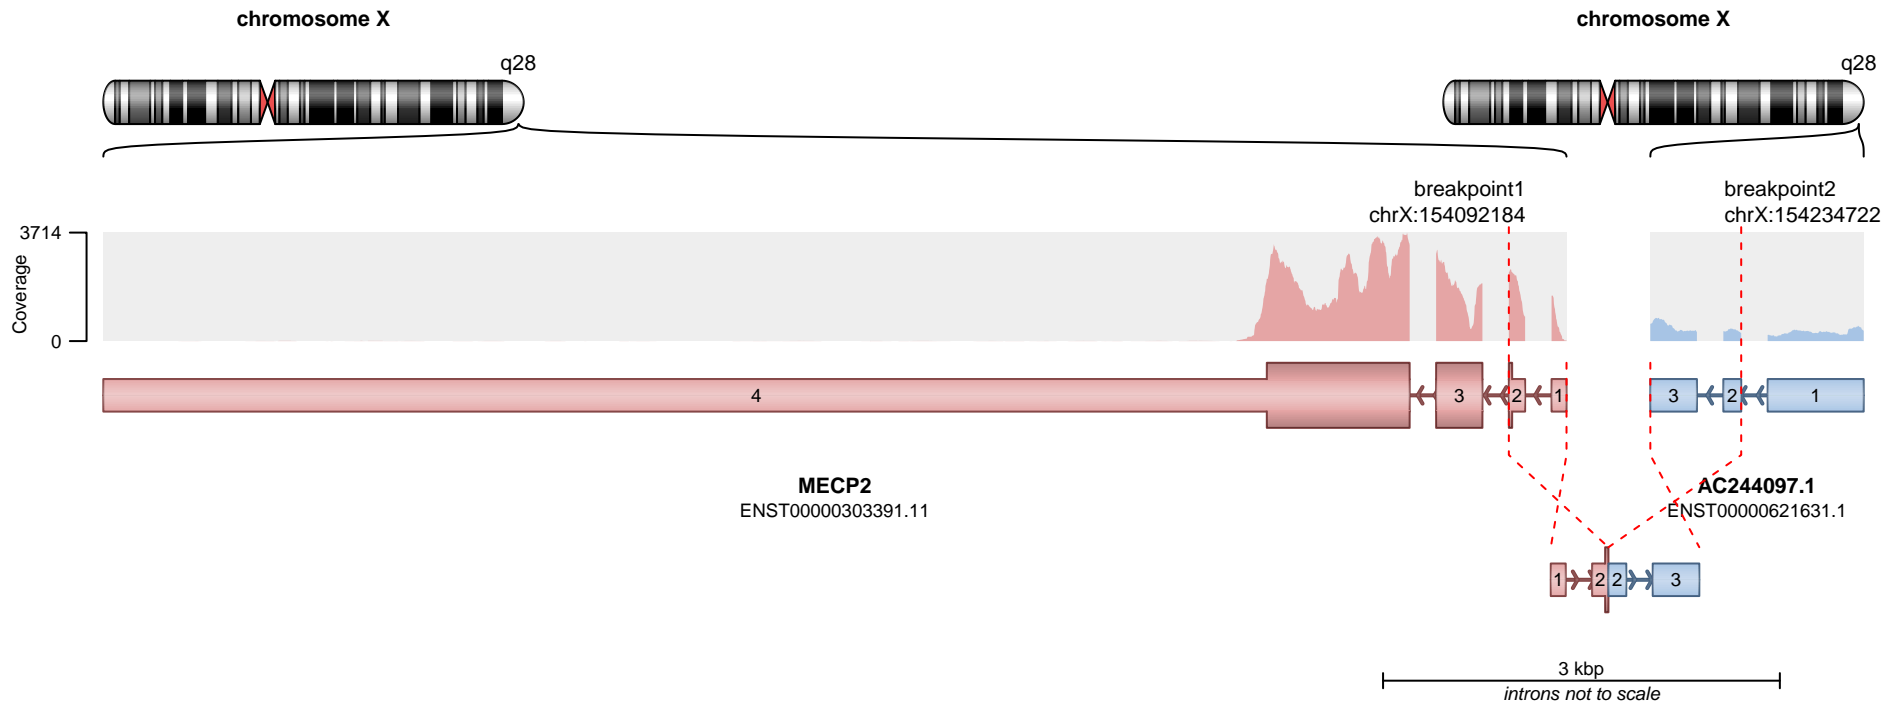 chromosome X
chromosome X
q28
q28
breakpoint1
chrX:154092184
breakpoint2
chrX:154234722
3714
Coverage
0
4
3
2
1
3
2
1
MECP2
ENST00000303391.11
AC244097.1
ENST00000621631.1
1
2
2
3
3 kbp
introns not to scale